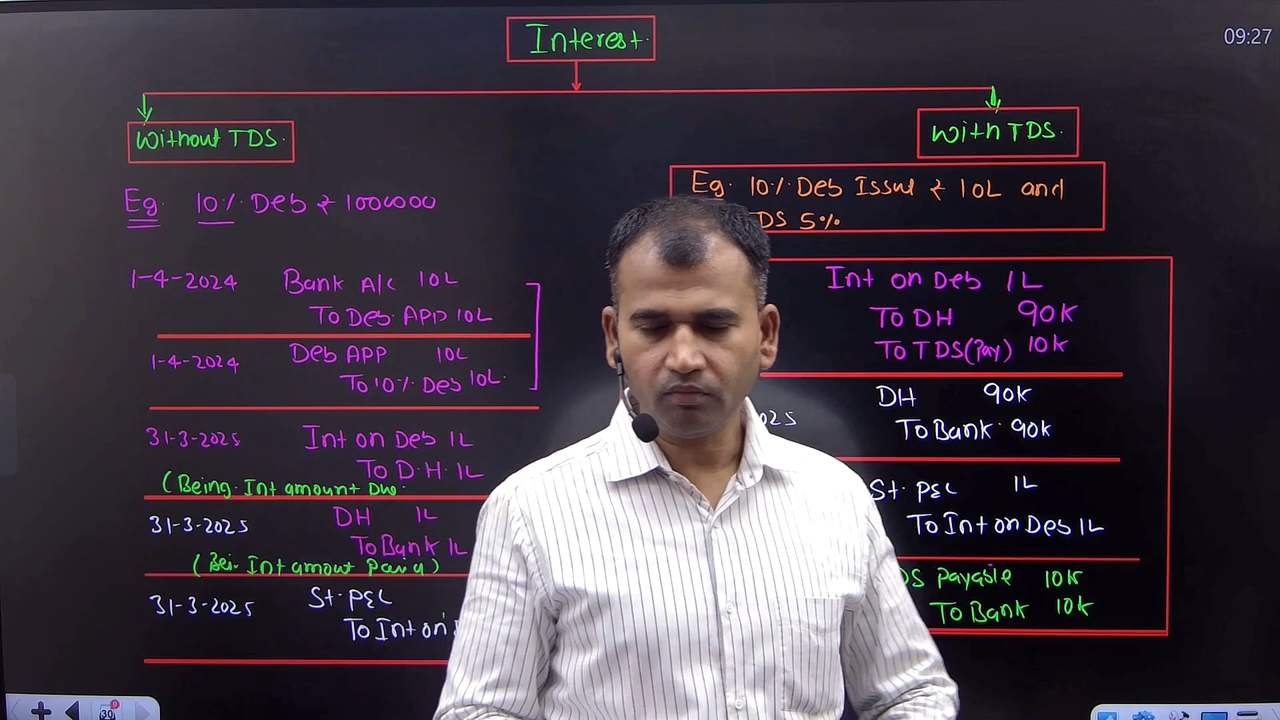 Interest.
09:27
Without TDS.
With TDS.
Eg. 10% Deb ₹ 1000000
Eg. 10% Deb Issue ₹ 10L and
DS 5%
1-4-2024 Bank A/c 10L
To Deb. APP 10L
1-4-2024 Deb APP 10L
To 10% Deb 10L.
31-3-2025 Int on Deb 1L
To D.H. 1L
(Being. Int amount Due.
31-3-2025 DH 1L
To Bank 1L
(Bei. Int amout Paid)
31-3-2025 St. P&L
To Int on
Int on Deb 1L
To DH 90K
To TDS(Pay) 10K
DH 90K
025
To Bank. 90K
St. P&L 1L
To Int on Deb 1L
DS Payable 10K
To Bank 10K
30